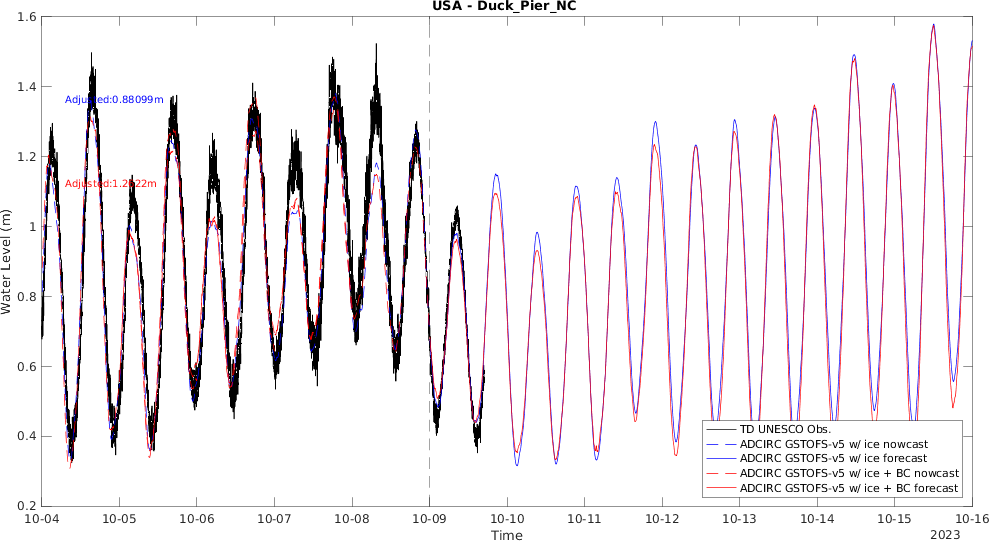 USA - Duck_Pier_NC
Water Level (m)
1.6
1.4
1.2
1
0.8
0.6
0.4
0.2
Adjusted:0.88099m
TD UNESCO Obs.
ADCIRC GSTOFS-v5 w/ ice nowcast
ADCIRC GSTOFS-v5 w/ ice forecast
ADCIRC GSTOFS-v5 w/ ice + BC nowcast
ADCIRC GSTOFS-v5 w/ ice + BC forecast
10-04 10-05 10-06 10-07 10-08 10-09 10-10 10-11 10-12 10-13 10-14 10-15 10-16
Time
2023